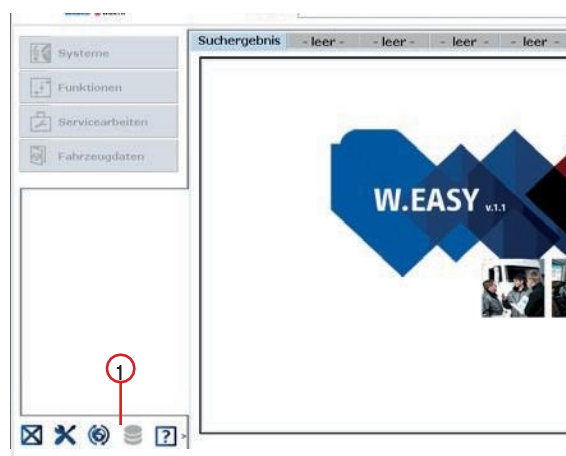 Suchergebnis - leer - - leer - - leer - - leer -
Systeme
Funktionen
Servicearbeiten
Fahrzeugdaten
W.EASY v.1.1
1
?